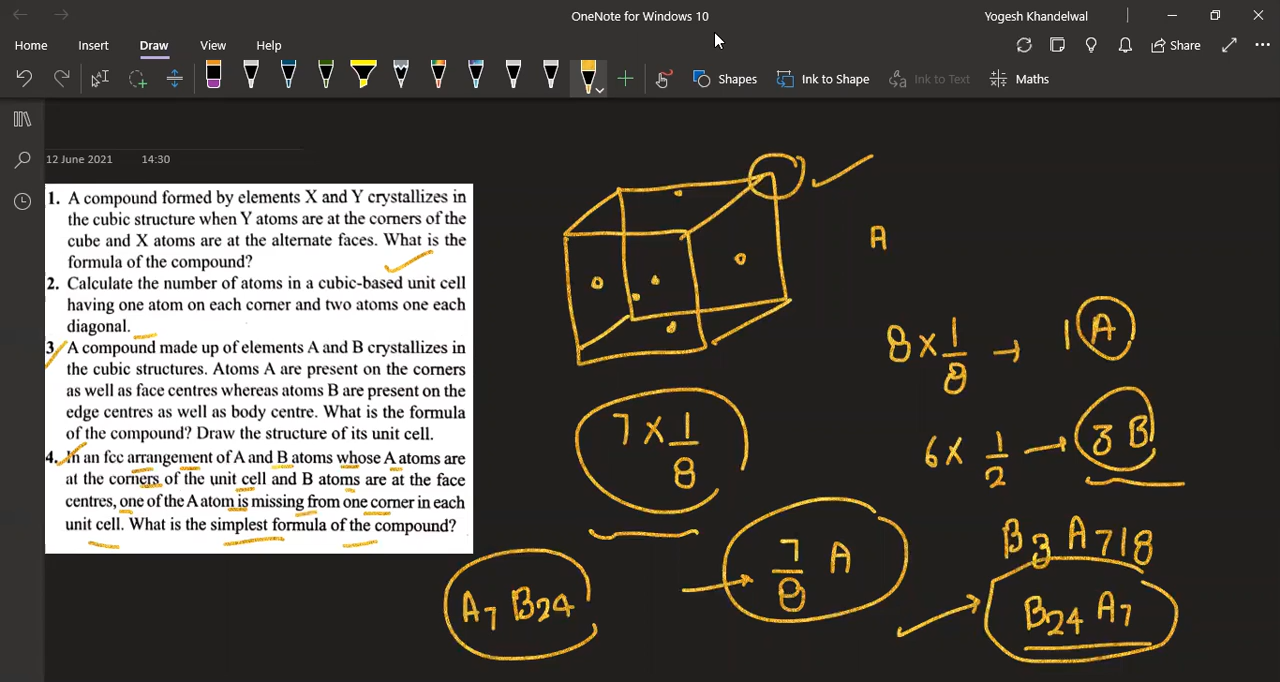 OneNote for Windows 10
Yogesh Khandelwal
Home Insert Draw View Help
Share
Shapes Ink to Shape Ink to Text Maths
12 June 2021 14:30
1. A compound formed by elements X and Y crystallizes in
the cubic structure when Y atoms are at the corners of the
cube and X atoms are at the alternate faces. What is the
formula of the compound?
2. Calculate the number of atoms in a cubic-based unit cell
having one atom on each corner and two atoms one each
diagonal.
3. A compound made up of elements A and B crystallizes in
the cubic structures. Atoms A are present on the corners
as well as face centres whereas atoms B are present on the
edge centres as well as body centre. What is the formula
of the compound? Draw the structure of its unit cell.
4. In an fcc arrangement of A and B atoms whose A atoms are
at the corners of the unit cell and B atoms are at the face
centres, one of the A atom is missing from one corner in each
unit cell. What is the simplest formula of the compound?
A
8 × 1/8 → 1 A
7 × 1/8
6 × 1/2 → 3 B
7/8 A
B3 A718
A7 B24
B24 A7